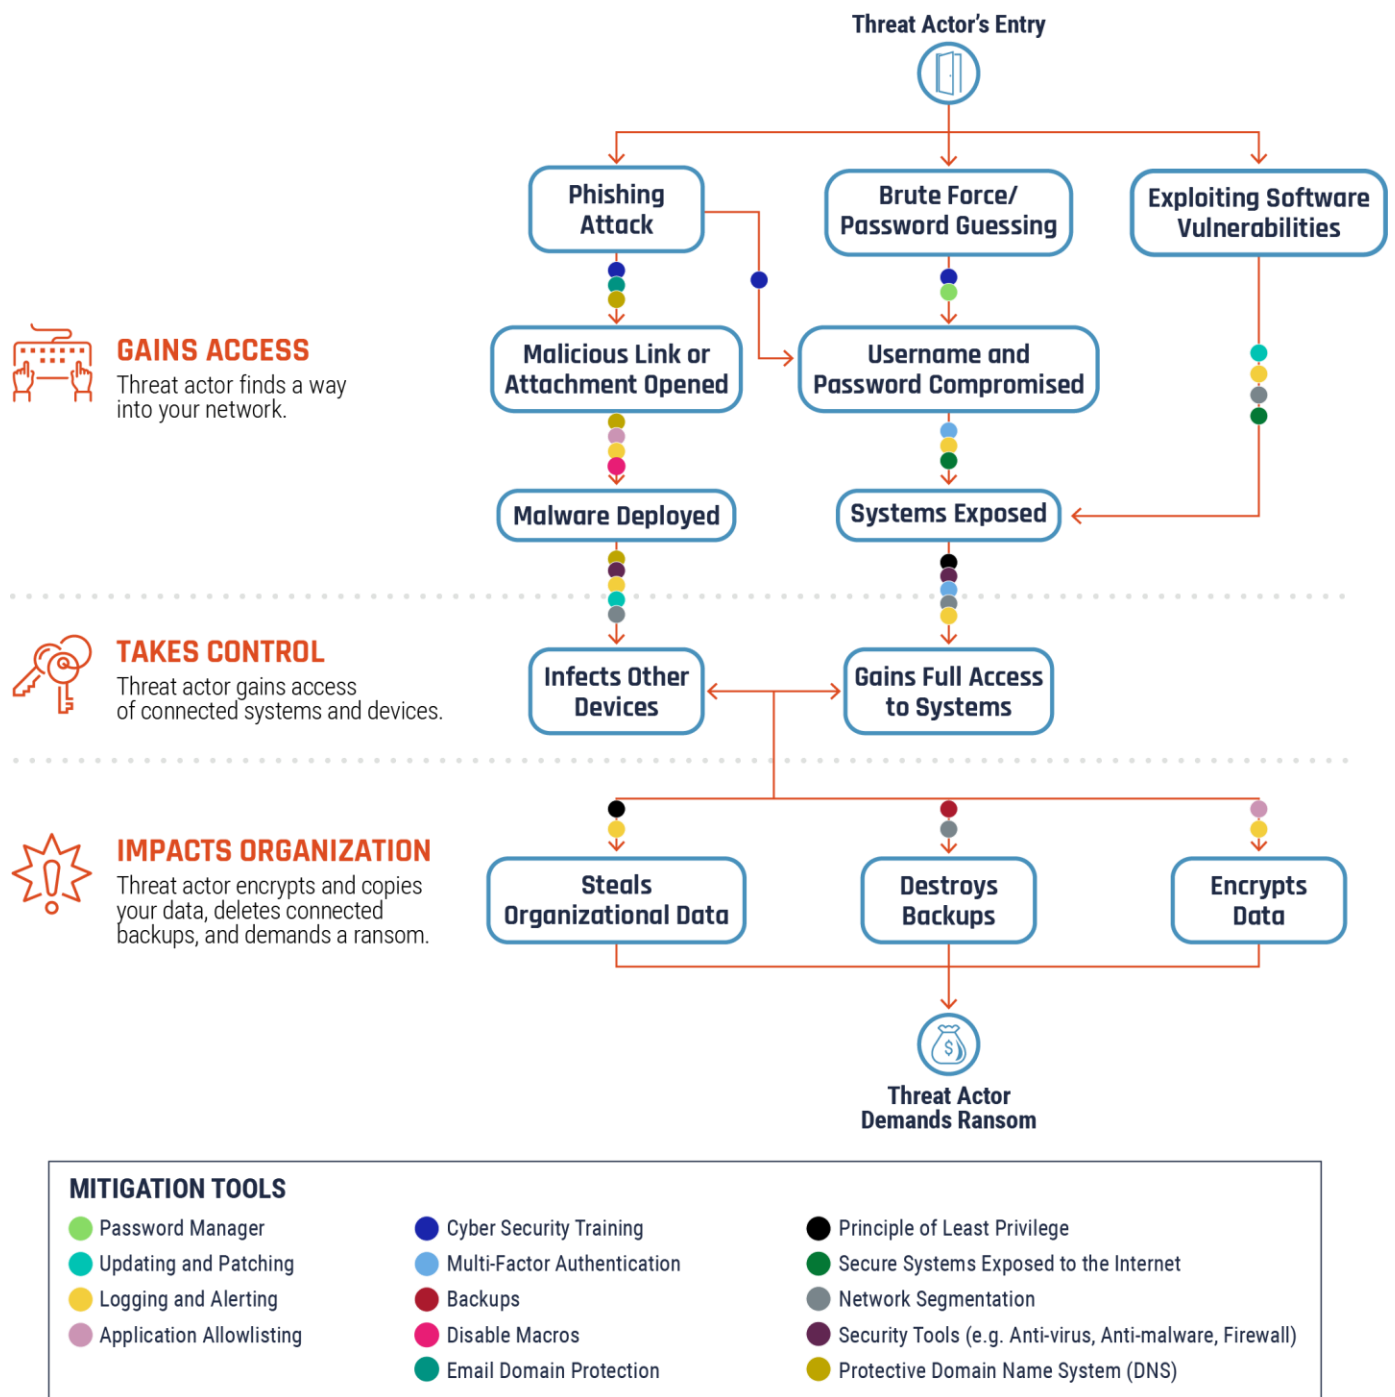 Threat Actor's Entry
Phishing
Attack
Brute Force/
Password Guessing
Exploiting Software
Vulnerabilities
GAINS ACCESS
Threat actor finds a way
into your network.
Malicious Link or
Attachment Opened
Username and
Password Compromised
Malware Deployed
Systems Exposed
TAKES CONTROL
Threat actor gains access
of connected systems and devices.
Infects Other
Devices
Gains Full Access
to Systems
IMPACTS ORGANIZATION
Threat actor encrypts and copies
your data, deletes connected
backups, and demands a ransom.
Steals
Organizational Data
Destroys
Backups
Encrypts
Data
$
Threat Actor
Demands Ransom
MITIGATION TOOLS
Password Manager
Updating and Patching
Logging and Alerting
Application Allowlisting
Cyber Security Training
Multi-Factor Authentication
Backups
Disable Macros
Email Domain Protection
Principle of Least Privilege
Secure Systems Exposed to the Internet
Network Segmentation
Security Tools (e.g. Anti-virus, Anti-malware, Firewall)
Protective Domain Name System (DNS)